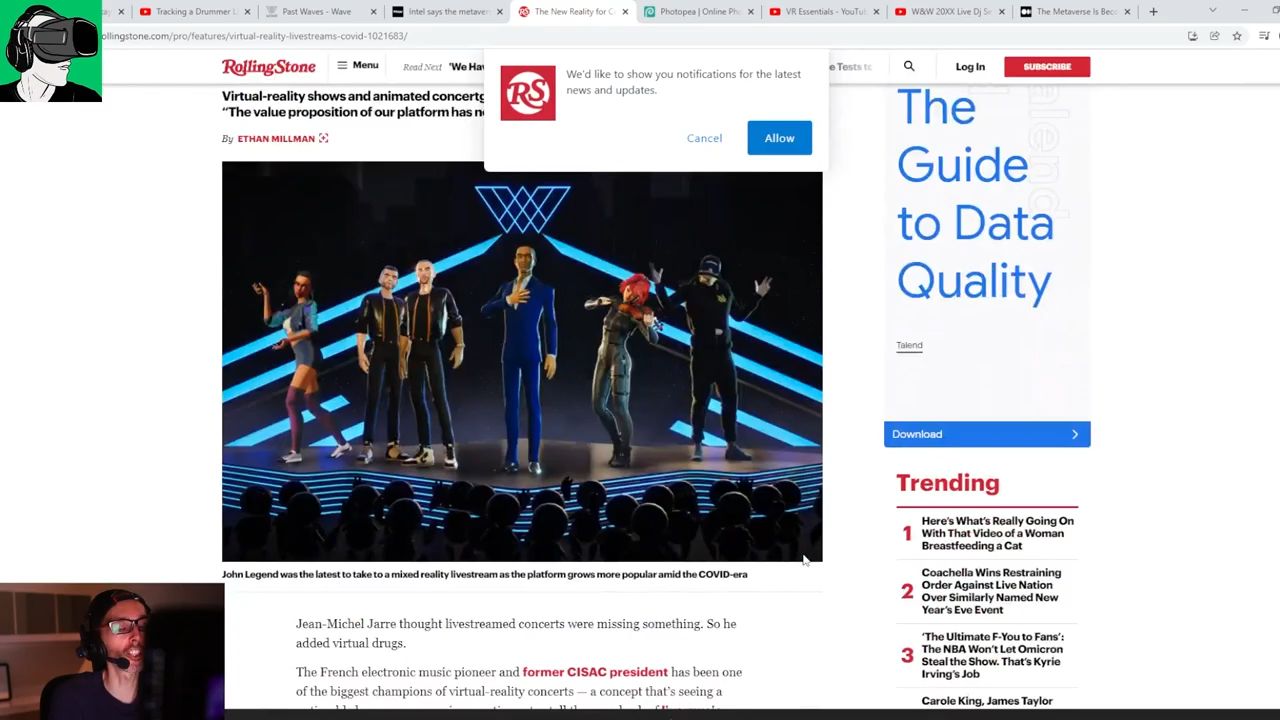 Tracking a Drummer L
Past Waves - Wave
Intel says the metaver
The New Reality for C
Photopea | Online Ph
VR Essentials - YouTu
W&W 20XX Live Dj Se
The Metaverse Is Beca
ollingstone.com/pro/features/virtual-reality-livestreams-covid-1021683/
RollingStone
Menu
Read Next "We Hav
e Tests to
Log In
SUBSCRIBE
We'd like to show you notifications for the latest
news and updates.
RS
Cancel
Allow
Virtual-reality shows and animated concertg
"The value proposition of our platform has ne
By ETHAN MILLMAN
John Legend was the latest to take to a mixed reality livestream as the platform grows more popular amid the COVID-era
Jean-Michel Jarre thought livestreamed concerts were missing something. So he
added virtual drugs.
The French electronic music pioneer and former CISAC president has been one
of the biggest champions of virtual-reality concerts — a concept that's seeing a
The
Guide
to Data
Quality
Talend
Download
Trending
1 Here's What's Really Going On
With That Video of a Woman
Breastfeeding a Cat
2 Coachella Wins Restraining
Order Against Live Nation
Over Similarly Named New
Year's Eve Event
3 'The Ultimate F-You to Fans':
The NBA Won't Let Omicron
Steal the Show. That's Kyrie
Irving's Job
Carole King, James Taylor